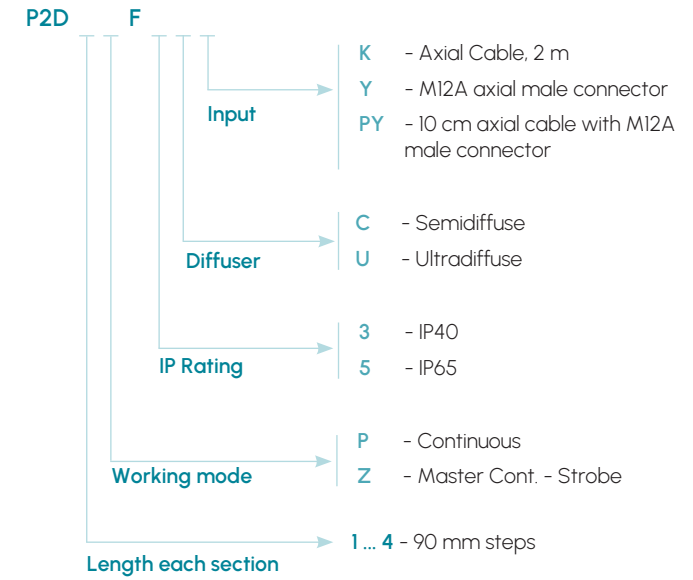 P2D F
K - Axial Cable, 2 m
Y - M12A axial male connector
Input
PY - 10 cm axial cable with M12A
male connector
C - Semidiffuse
U - Ultradiffuse
Diffuser
3 - IP40
5 - IP65
IP Rating
P - Continuous
Z - Master Cont. - Strobe
Working mode
1 ... 4 - 90 mm steps
Length each section